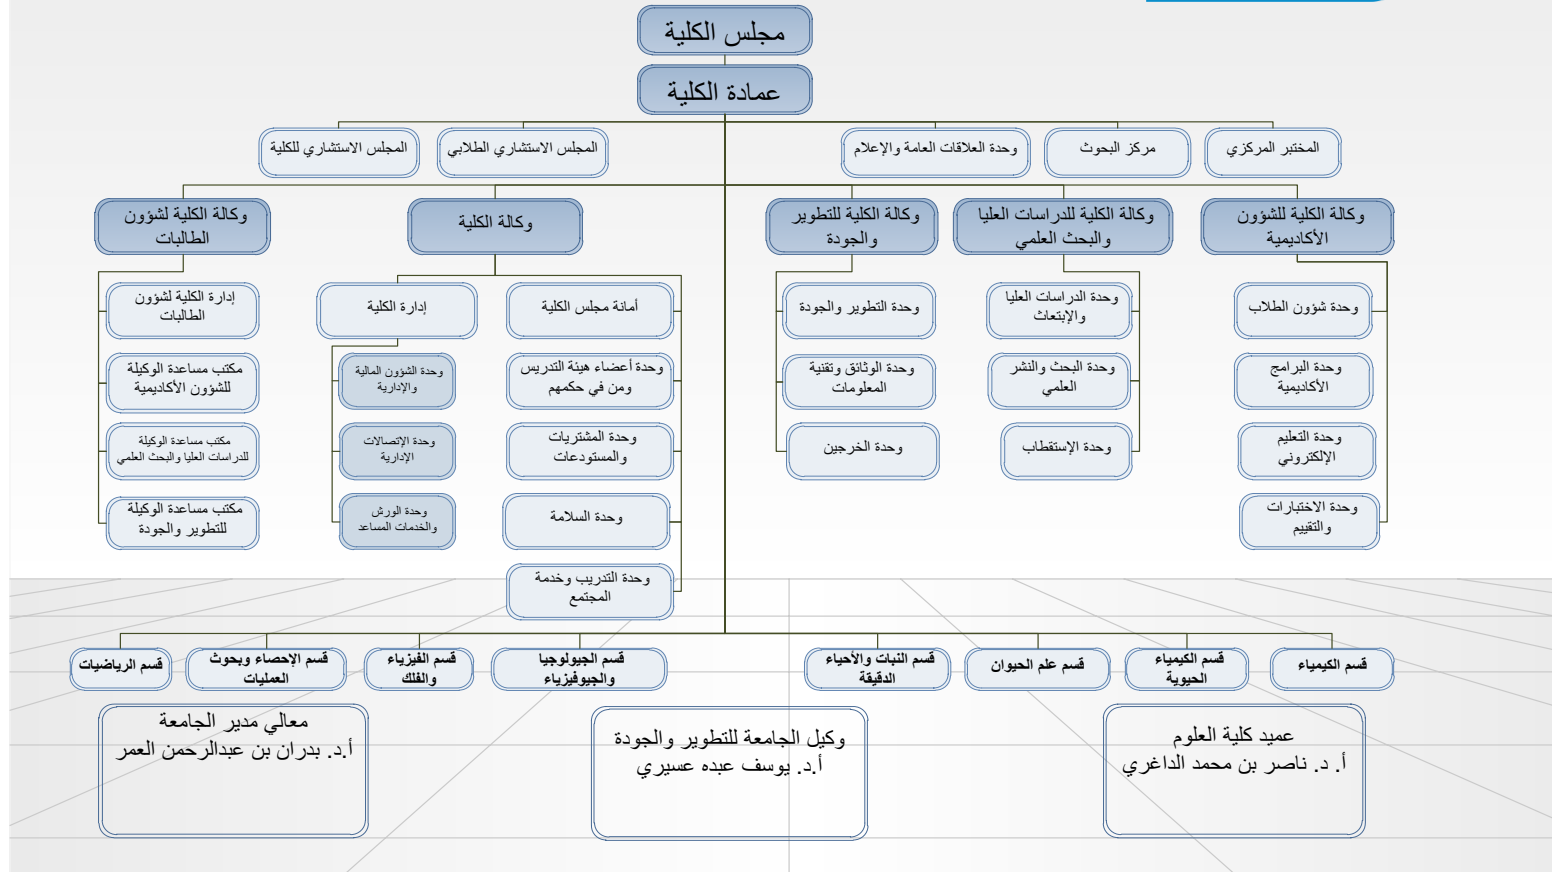 مجلس الكلية
عمادة الكلية
المختبر المركزي
مركز البحوث
وحدة العلاقات العامة والإعلام
المجلس الاستشاري الطلابي
المجلس الاستشاري للكلية
وكالة الكلية للشؤون
الأكاديمية
وكالة الكلية للدراسات العليا
والبحث العلمي
وكالة الكلية للتطوير
والجودة
وكالة الكلية
وكالة الكلية لشؤون
الطالبات
وحدة شؤون الطلاب
وحدة البرامج
الأكاديمية
وحدة التعليم
الإلكتروني
وحدة الاختبارات
والتقييم
وحدة الدراسات العليا
والإبتعاث
وحدة البحث والنشر
العلمي
وحدة الإستقطاب
وحدة التطوير والجودة
وحدة الوثائق وتقنية
المعلومات
وحدة الخرجين
أمانة مجلس الكلية
وحدة أعضاء هيئة التدريس
ومن في حكمهم
وحدة المشتريات
والمستودعات
وحدة السلامة
وحدة التدريب وخدمة
المجتمع
إدارة الكلية
وحدة الشؤون المالية
والإدارية
وحدة الإتصالات
الإدارية
وحدة الورش
والخدمات المساعد
إدارة الكلية لشؤون
الطالبات
مكتب مساعدة الوكيلة
للشؤون الأكاديمية
مكتب مساعدة الوكيلة
للدراسات العليا والبحث العلمي
مكتب مساعدة الوكيلة
للتطوير والجودة
قسم الكيمياء
قسم الكيمياء
الحيوية
قسم علم الحيوان
قسم النبات والأحياء
الدقيقة
قسم الجيولوجيا
والجيوفيزياء
قسم الفيزياء
والفلك
قسم الإحصاء وبحوث
العمليات
قسم الرياضيات
عميد كلية العلوم
أ. د. ناصر بن محمد الداغري
وكيل الجامعة للتطوير والجودة
أ.د. يوسف عبده عسيري
معالي مدير الجامعة
أ.د. بدران بن عبدالرحمن العمر